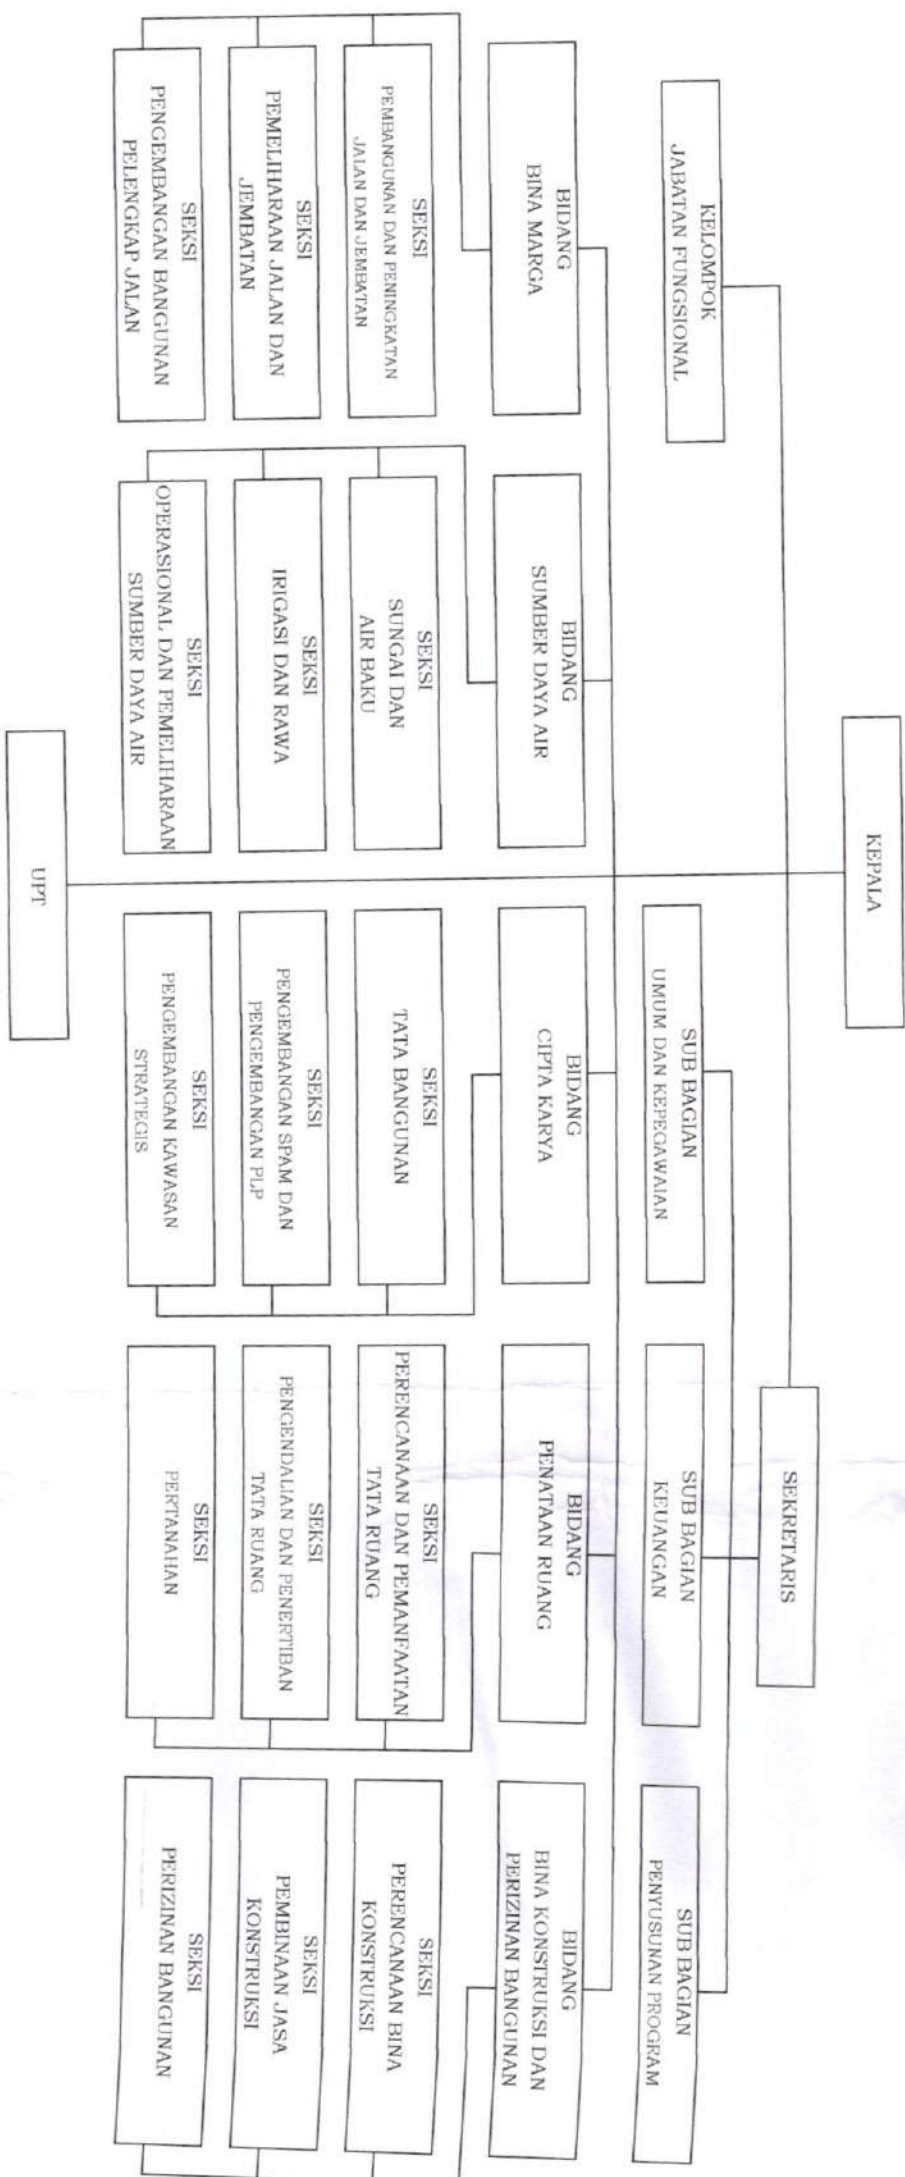 KEPALA
SEKRETARIS
KELOMPOK
JABATAN FUNGSIONAL
SUB BAGIAN
UMUM DAN KEPEGAWAIAN
SUB BAGIAN
KEUANGAN
SUB BAGIAN
PENYUSUNAN PROGRAM
BIDANG
BINA MARGA
BIDANG
SUMBER DAYA AIR
BIDANG
CIPTA KARYA
BIDANG
PENATAAN RUANG
BIDANG
BINA KONSTRUKSI DAN
PERIZINAN BANGUNAN
SEKSI
PEMBANGUNAN DAN PENINGKATAN
JALAN DAN JEMBATAN
SEKSI
SUNGAI DAN
AIR BAKU
SEKSI
TATA BANGUNAN
SEKSI
PERENCANAAN DAN PEMANFAATAN
TATA RUANG
SEKSI
PERENCANAAN BINA
KONSTRUKSI
SEKSI
PEMELIHARAAN JALAN DAN
JEMBATAN
SEKSI
IRIGASI DAN RAWA
SEKSI
PENGEMBANGAN SPAM DAN
PENGEMBANGAN PLP
SEKSI
PENGENDALIAN DAN PENERTIBAN
TATA RUANG
SEKSI
PEMBINAAN JASA
KONSTRUKSI
SEKSI
PENGEMBANGAN BANGUNAN
PELENGKAP JALAN
SEKSI
OPERASIONAL DAN PEMELIHARAAN
SUMBER DAYA AIR
SEKSI
PENGEMBANGAN KAWASAN
STRATEGIS
SEKSI
PERTANAHAN
SEKSI
PERIZINAN BANGUNAN
UPT